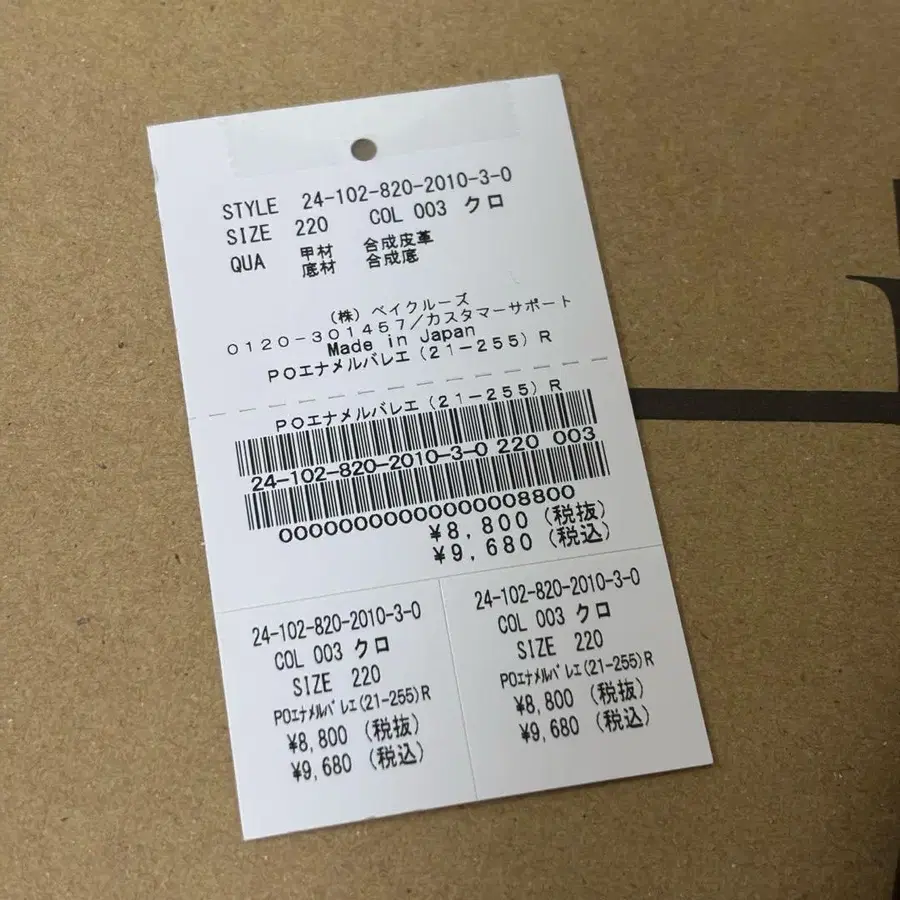 STYLE 24-102-820-2010-3-0
SIZE 220 COL 003 クロ
QUA 甲材 合成皮革
底材 合成底
（株）ベイクルーズ
０１２０－３０１４５７／カスタマーサポート
Made in Japan
ＰＯエナメルバレエ（２１－２５５）Ｒ
ＰＯエナメルバレエ（２１－２５５）Ｒ
24-102-820-2010-3-0 220 003
0000000000000000008800
¥8,800（税抜）
¥9,680（税込）
24-102-820-2010-3-0
COL 003 クロ
SIZE 220
POｴﾅﾒﾙﾊﾞﾚｴ(21-255)R
¥8,800（税抜）
¥9,680（税込）
24-102-820-2010-3-0
COL 003 クロ
SIZE 220
POｴﾅﾒﾙﾊﾞﾚｴ(21-255)R
¥8,800（税抜）
¥9,680（税込）